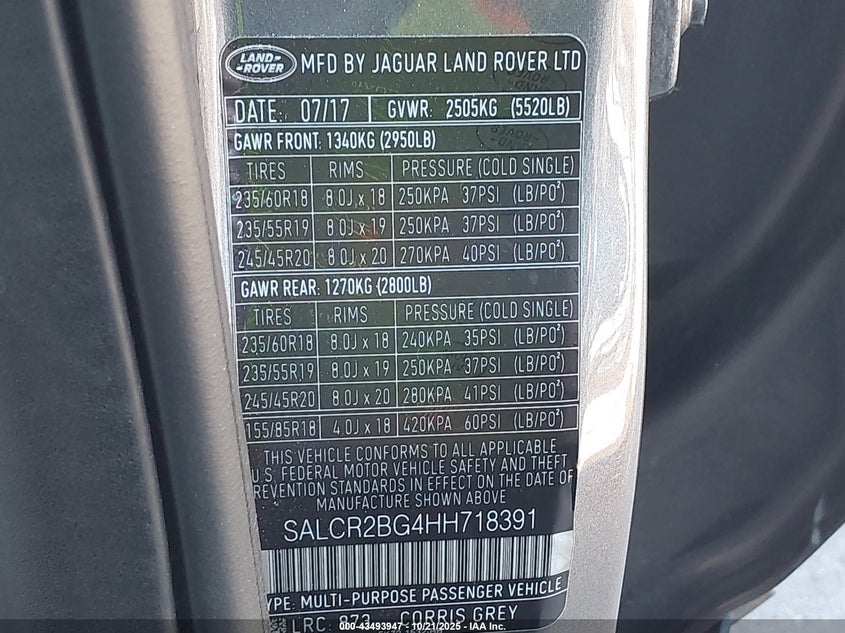 LAND ROVER MFD BY JAGUAR LAND ROVER LTD
DATE: 07/17 GVWR: 2505KG (5520LB)
GAWR FRONT: 1340KG (2950LB)
TIRES RIMS PRESSURE (COLD SINGLE)
235/60R18 8.0J x 18 250KPA 37PSI (LB/PO²)
235/55R19 8.0J x 19 250KPA 37PSI (LB/PO²)
245/45R20 8.0J x 20 270KPA 40PSI (LB/PO²)
GAWR REAR: 1270KG (2800LB)
TIRES RIMS PRESSURE (COLD SINGLE)
235/60R18 8.0J x 18 240KPA 35PSI (LB/PO²)
235/55R19 8.0J x 19 250KPA 37PSI (LB/PO²)
245/45R20 8.0J x 20 280KPA 41PSI (LB/PO²)
155/85R18 4.0J x 18 420KPA 60PSI (LB/PO²)
THIS VEHICLE CONFORMS TO ALL APPLICABLE
U.S. FEDERAL MOTOR VEHICLE SAFETY AND THEFT
REVENTION STANDARDS IN EFFECT ON THE DATE OF
MANUFACTURE SHOWN ABOVE
SALCR2BG4HH718391
YPE: MULTI-PURPOSE PASSENGER VEHICLE
LRC: 873 CORRIS GREY
000-43493947 - 10/21/2025 - IAA Inc.